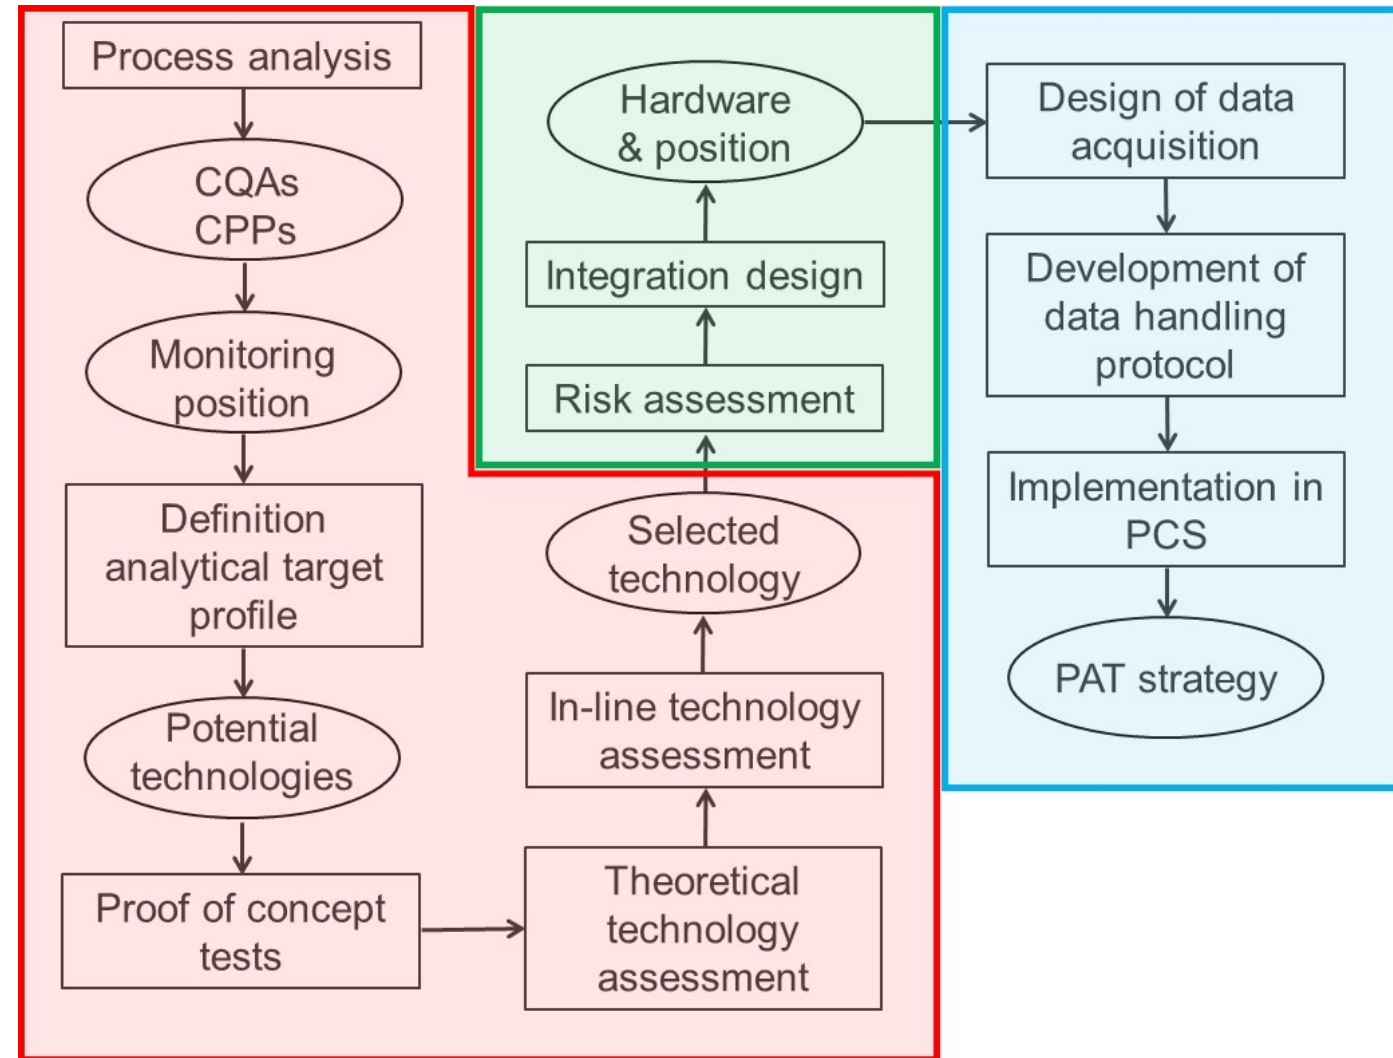 Process analysis
CQAs
CPPs
Monitoring
position
Definition
analytical target
profile
Potential
technologies
Proof of concept
tests
Theoretical
technology
assessment
In-line technology
assessment
Selected
technology
Risk assessment
Integration design
Hardware
& position
Design of data
acquisition
Development of
data handling
protocol
Implementation in
PCS
PAT strategy